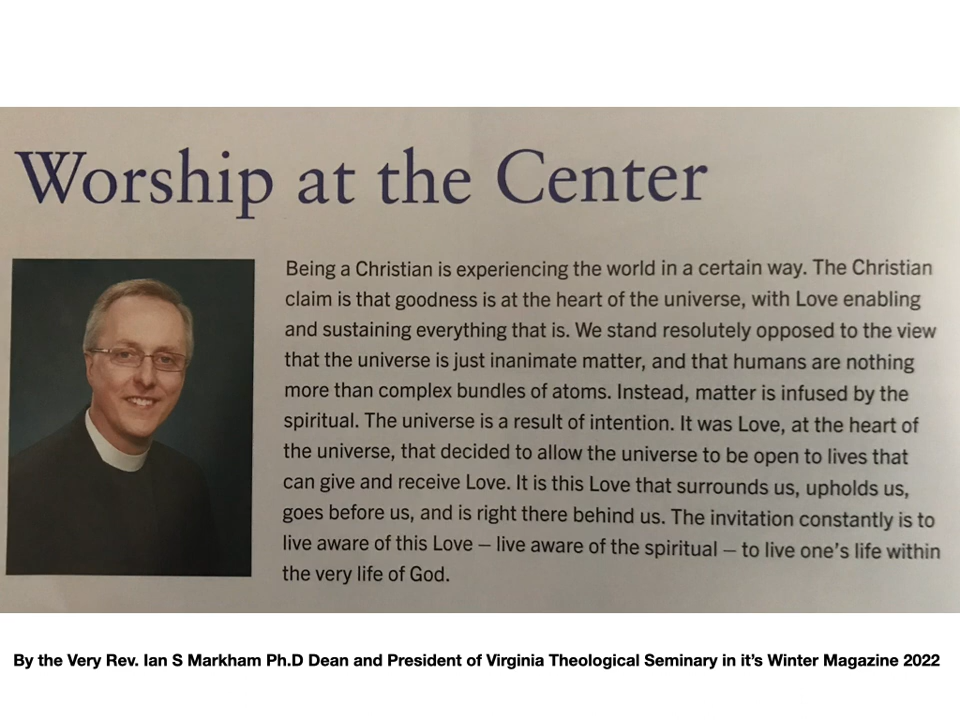 Worship at the Center
Being a Christian is experiencing the world in a certain way. The Christian
claim is that goodness is at the heart of the universe, with Love enabling
and sustaining everything that is. We stand resolutely opposed to the view
that the universe is just inanimate matter, and that humans are nothing
more than complex bundles of atoms. Instead, matter is infused by the
spiritual. The universe is a result of intention. It was Love, at the heart of
the universe, that decided to allow the universe to be open to lives that
can give and receive Love. It is this Love that surrounds us, upholds us,
goes before us, and is right there behind us. The invitation constantly is to
live aware of this Love – live aware of the spiritual – to live one's life within
the very life of God.
By the Very Rev. Ian S Markham Ph.D Dean and President of Virginia Theological Seminary in it's Winter Magazine 2022